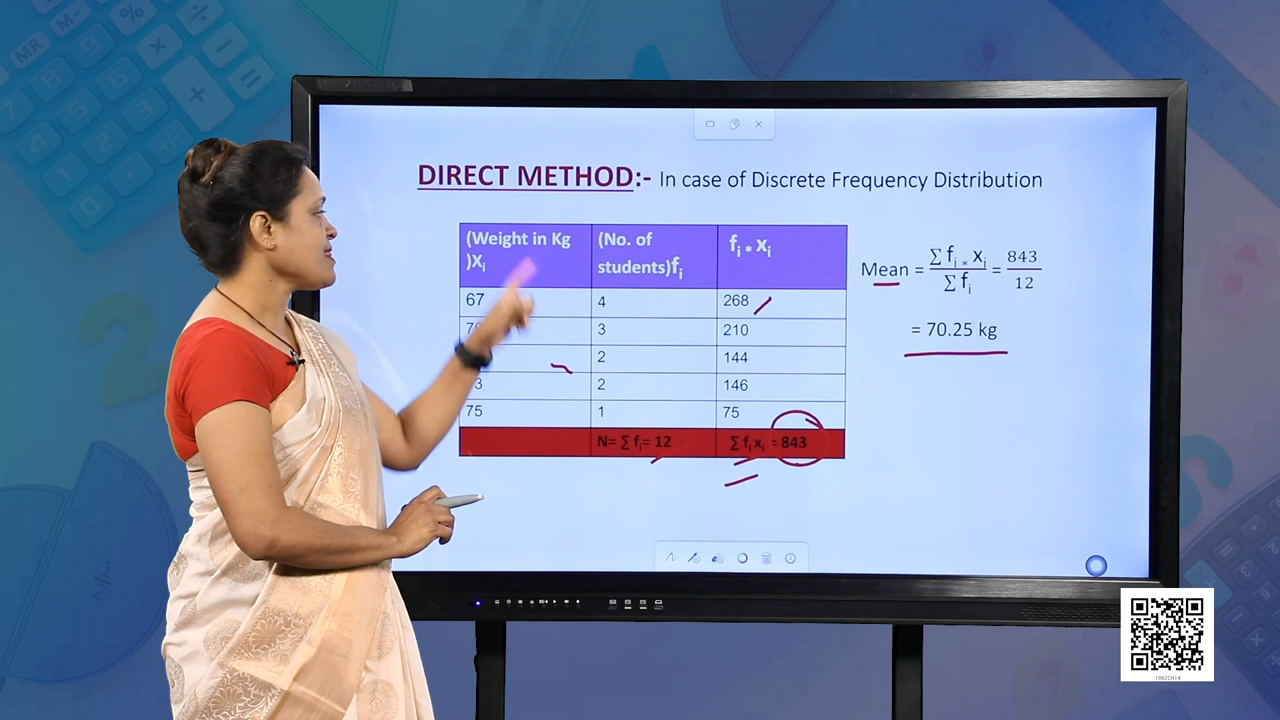 DIRECT METHOD:- In case of Discrete Frequency Distribution
(Weight in Kg )Xᵢ (No. of students)fᵢ fᵢ * xᵢ
67 4 268
3 210
2 144
3 2 146
75 1 75
N= ∑ fᵢ= 12 ∑ fᵢ xᵢ = 843
Mean = ∑ fᵢ * xᵢ / ∑ fᵢ = 843 / 12
= 70.25 kg
1062CH14